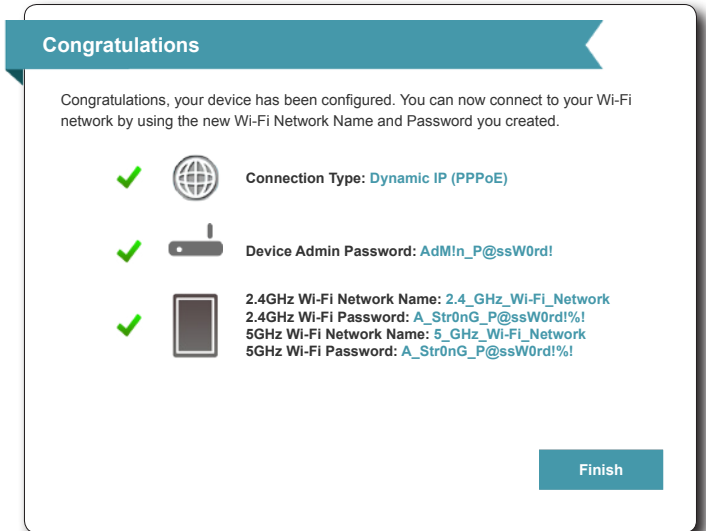 Congratulations
Congratulations, your device has been configured. You can now connect to your Wi-Fi
network by using the new Wi-Fi Network Name and Password you created.
Connection Type: Dynamic IP (PPPoE)
Device Admin Password: AdM!n_P@ssW0rd!
2.4GHz Wi-Fi Network Name: 2.4_GHz_Wi-Fi_Network
2.4GHz Wi-Fi Password: A_Str0nG_P@ssW0rd!%!
5GHz Wi-Fi Network Name: 5_GHz_Wi-Fi_Network
5GHz Wi-Fi Password: A_Str0nG_P@ssW0rd!%!
Finish